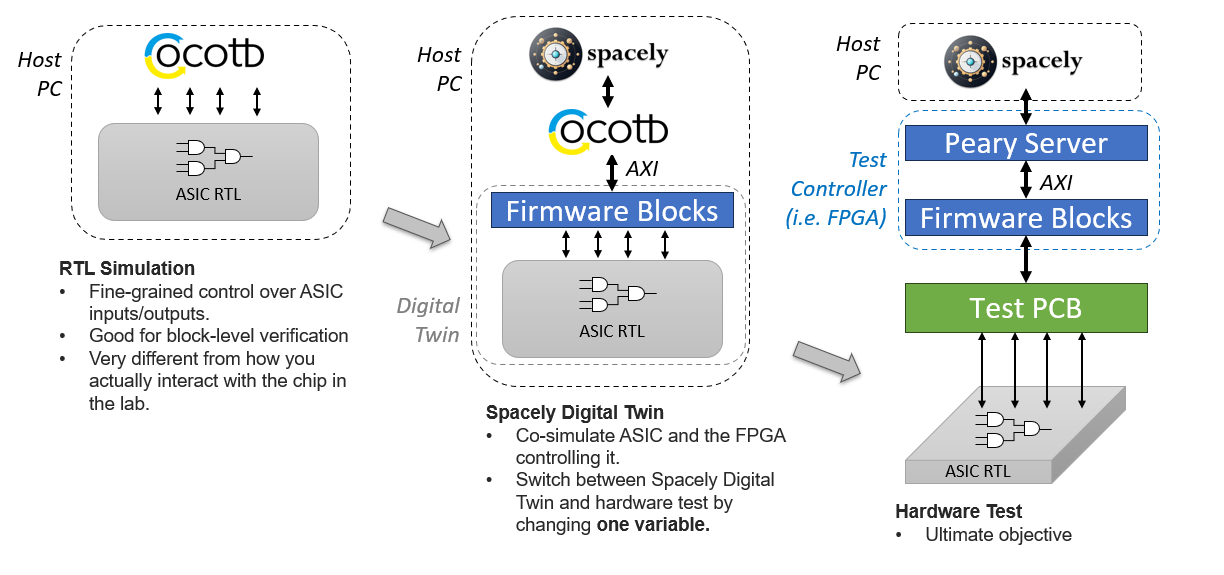 Host
PC
cocotb
ASIC RTL
RTL Simulation
• Fine-grained control over ASIC
inputs/outputs.
• Good for block-level verification
• Very different from how you
actually interact with the chip in
the lab.
Host
PC
spacely
cocotb
AXI
Firmware Blocks
ASIC RTL
Digital
Twin
Spacely Digital Twin
• Co-simulate ASIC and the FPGA
controlling it.
• Switch between Spacely Digital
Twin and hardware test by
changing one variable.
Host
PC
spacely
Test
Controller
(i.e. FPGA)
Peary Server
AXI
Firmware Blocks
Test PCB
ASIC RTL
Hardware Test
• Ultimate objective